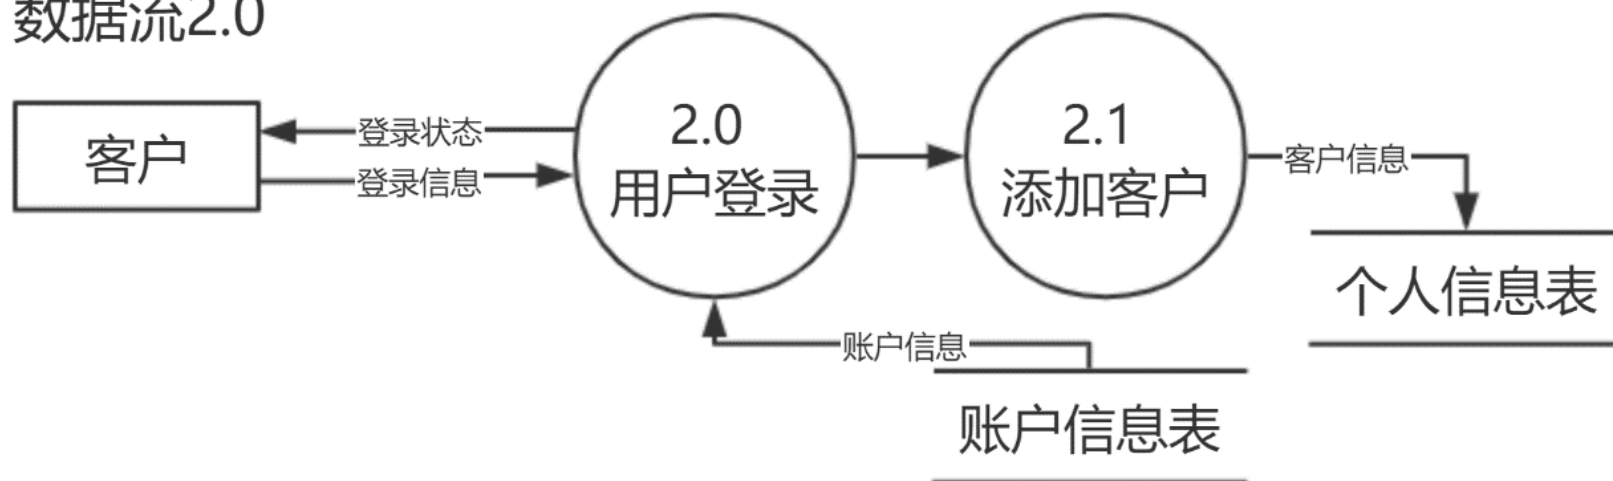 数据流2.0
客户
登录状态
登录信息
2.0
用户登录
2.1
添加客户
客户信息
个人信息表
账户信息
账户信息表